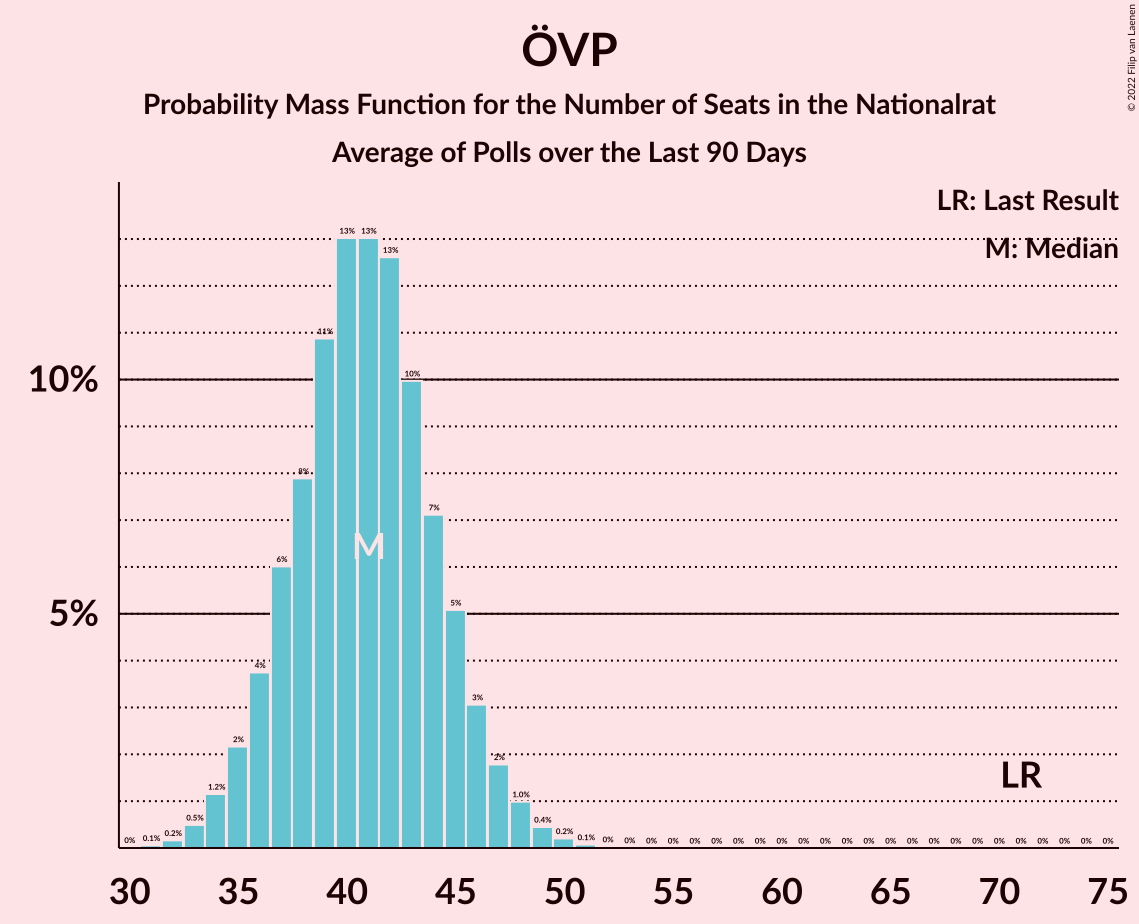 ÖVP
Probability Mass Function for the Number of Seats in the Nationalrat
Average of Polls over the Last 90 Days
© 2022 Filip van Laenen
LR: Last Result
M: Median
10%
5%
0% 0.1% 0.2% 0.5% 1.2% 2% 4% 6% 8% 11% 13% 13% 13% 10% 7% 5% 3% 2% 1.0% 0.4% 0.2% 0.1% 0% 0% 0% 0% 0% 0% 0% 0% 0% 0% 0% 0% 0% 0% 0% 0% 0% 0% 0% 0% 0% 0% 0% 0%
M
LR
30 35 40 45 50 55 60 65 70 75